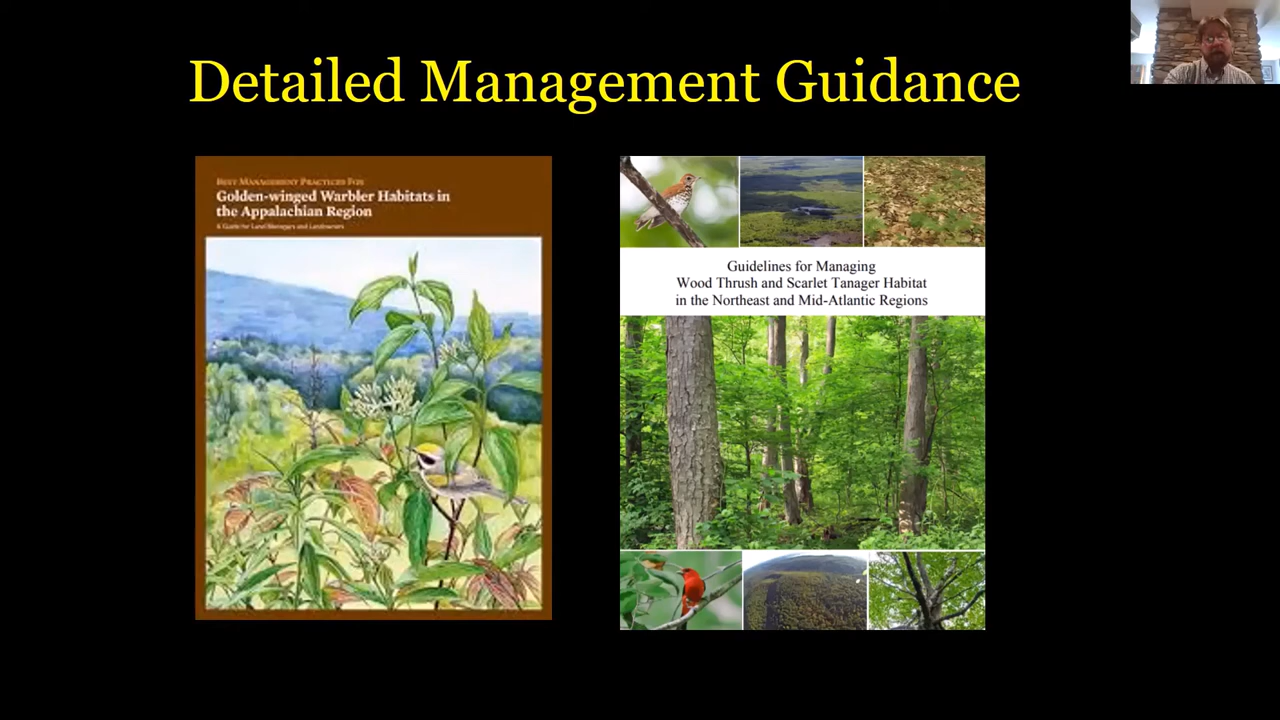 Detailed Management Guidance
BEST MANAGEMENT PRACTICES FOR
Golden-winged Warbler Habitats in
the Appalachian Region
A Guide for Land Managers and Landowners
Guidelines for Managing
Wood Thrush and Scarlet Tanager Habitat
in the Northeast and Mid-Atlantic Regions